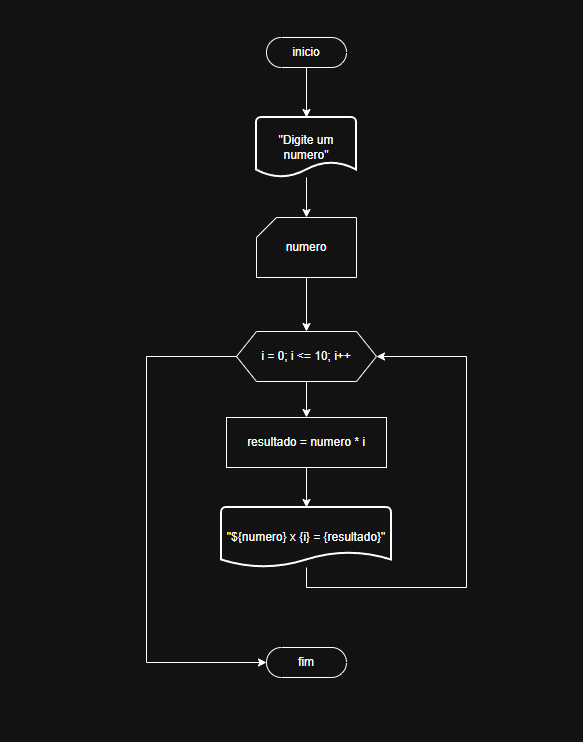 inicio
"Digite um
numero"
numero
i = 0; i <= 10; i++
resultado = numero * i
"${numero} x {i} = {resultado}"
fim